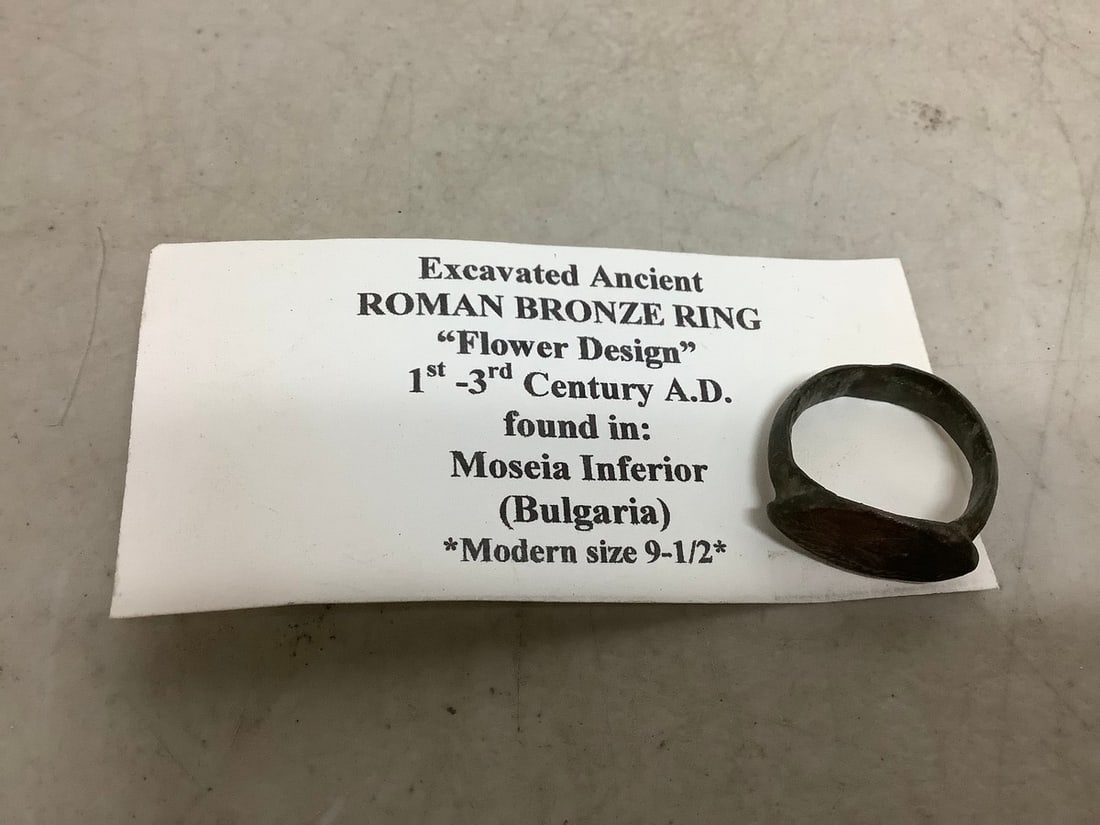 Excavated Ancient
ROMAN BRONZE RING
“Flower Design”
1st -3rd Century A.D.
found in:
Moseia Inferior
(Bulgaria)
*Modern size 9-1/2*